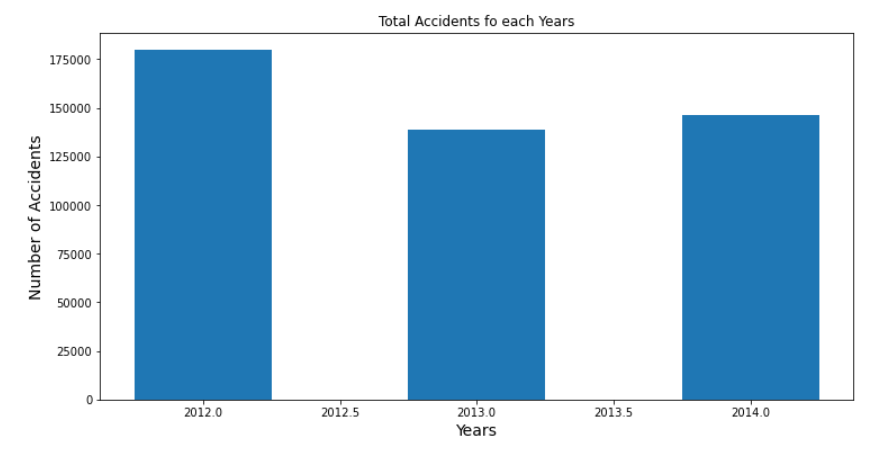 Total Accidents fo each Years
175000
150000
125000
100000
75000
50000
25000
0
Number of Accidents
2012.0 2012.5 2013.0 2013.5 2014.0
Years